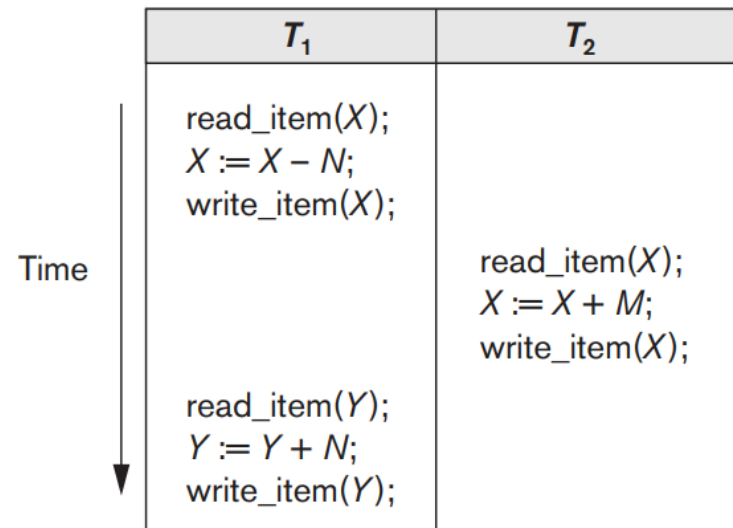 T₁ T₂
read_item(X);
X := X – N;
write_item(X);
Time
read_item(X);
X := X + M;
write_item(X);
read_item(Y);
Y := Y + N;
write_item(Y);